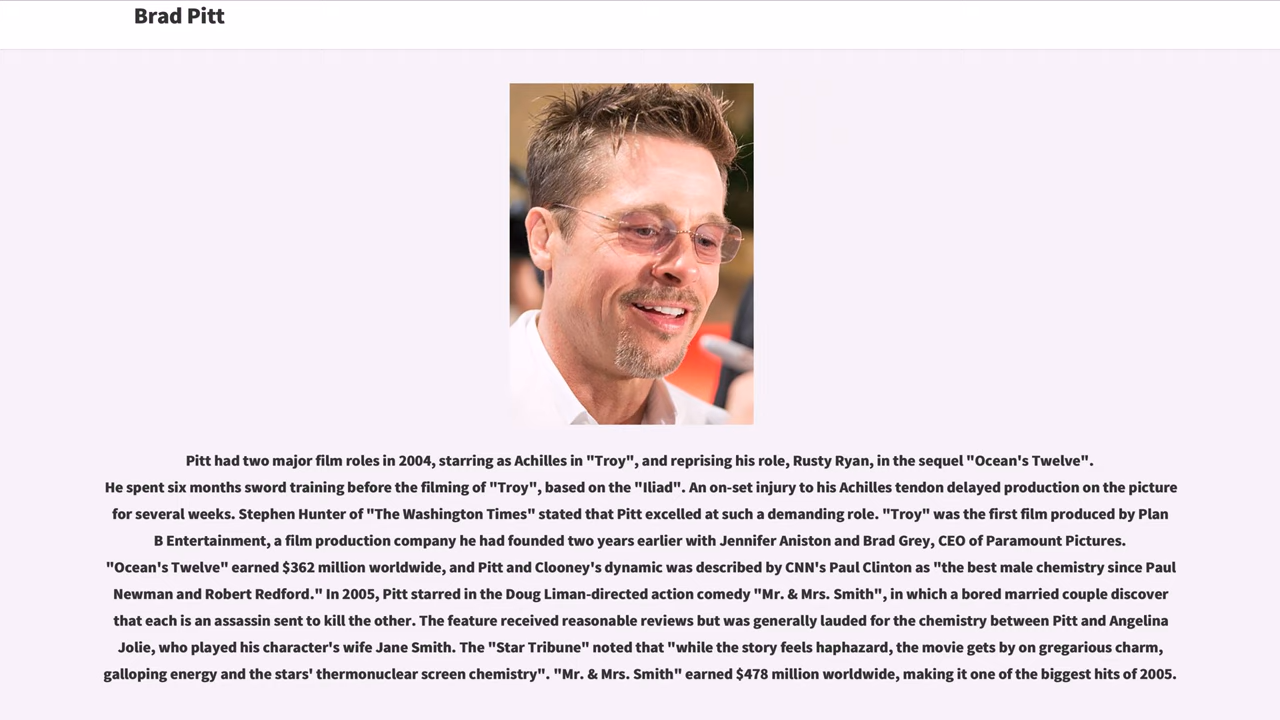 Brad Pitt
Pitt had two major film roles in 2004, starring as Achilles in "Troy", and reprising his role, Rusty Ryan, in the sequel "Ocean's Twelve".
He spent six months sword training before the filming of "Troy", based on the "Iliad". An on-set injury to his Achilles tendon delayed production on the picture
for several weeks. Stephen Hunter of "The Washington Times" stated that Pitt excelled at such a demanding role. "Troy" was the first film produced by Plan
B Entertainment, a film production company he had founded two years earlier with Jennifer Aniston and Brad Grey, CEO of Paramount Pictures.
"Ocean's Twelve" earned $362 million worldwide, and Pitt and Clooney's dynamic was described by CNN's Paul Clinton as "the best male chemistry since Paul
Newman and Robert Redford." In 2005, Pitt starred in the Doug Liman-directed action comedy "Mr. & Mrs. Smith", in which a bored married couple discover
that each is an assassin sent to kill the other. The feature received reasonable reviews but was generally lauded for the chemistry between Pitt and Angelina
Jolie, who played his character's wife Jane Smith. The "Star Tribune" noted that "while the story feels haphazard, the movie gets by on gregarious charm,
galloping energy and the stars' thermonuclear screen chemistry". "Mr. & Mrs. Smith" earned $478 million worldwide, making it one of the biggest hits of 2005.